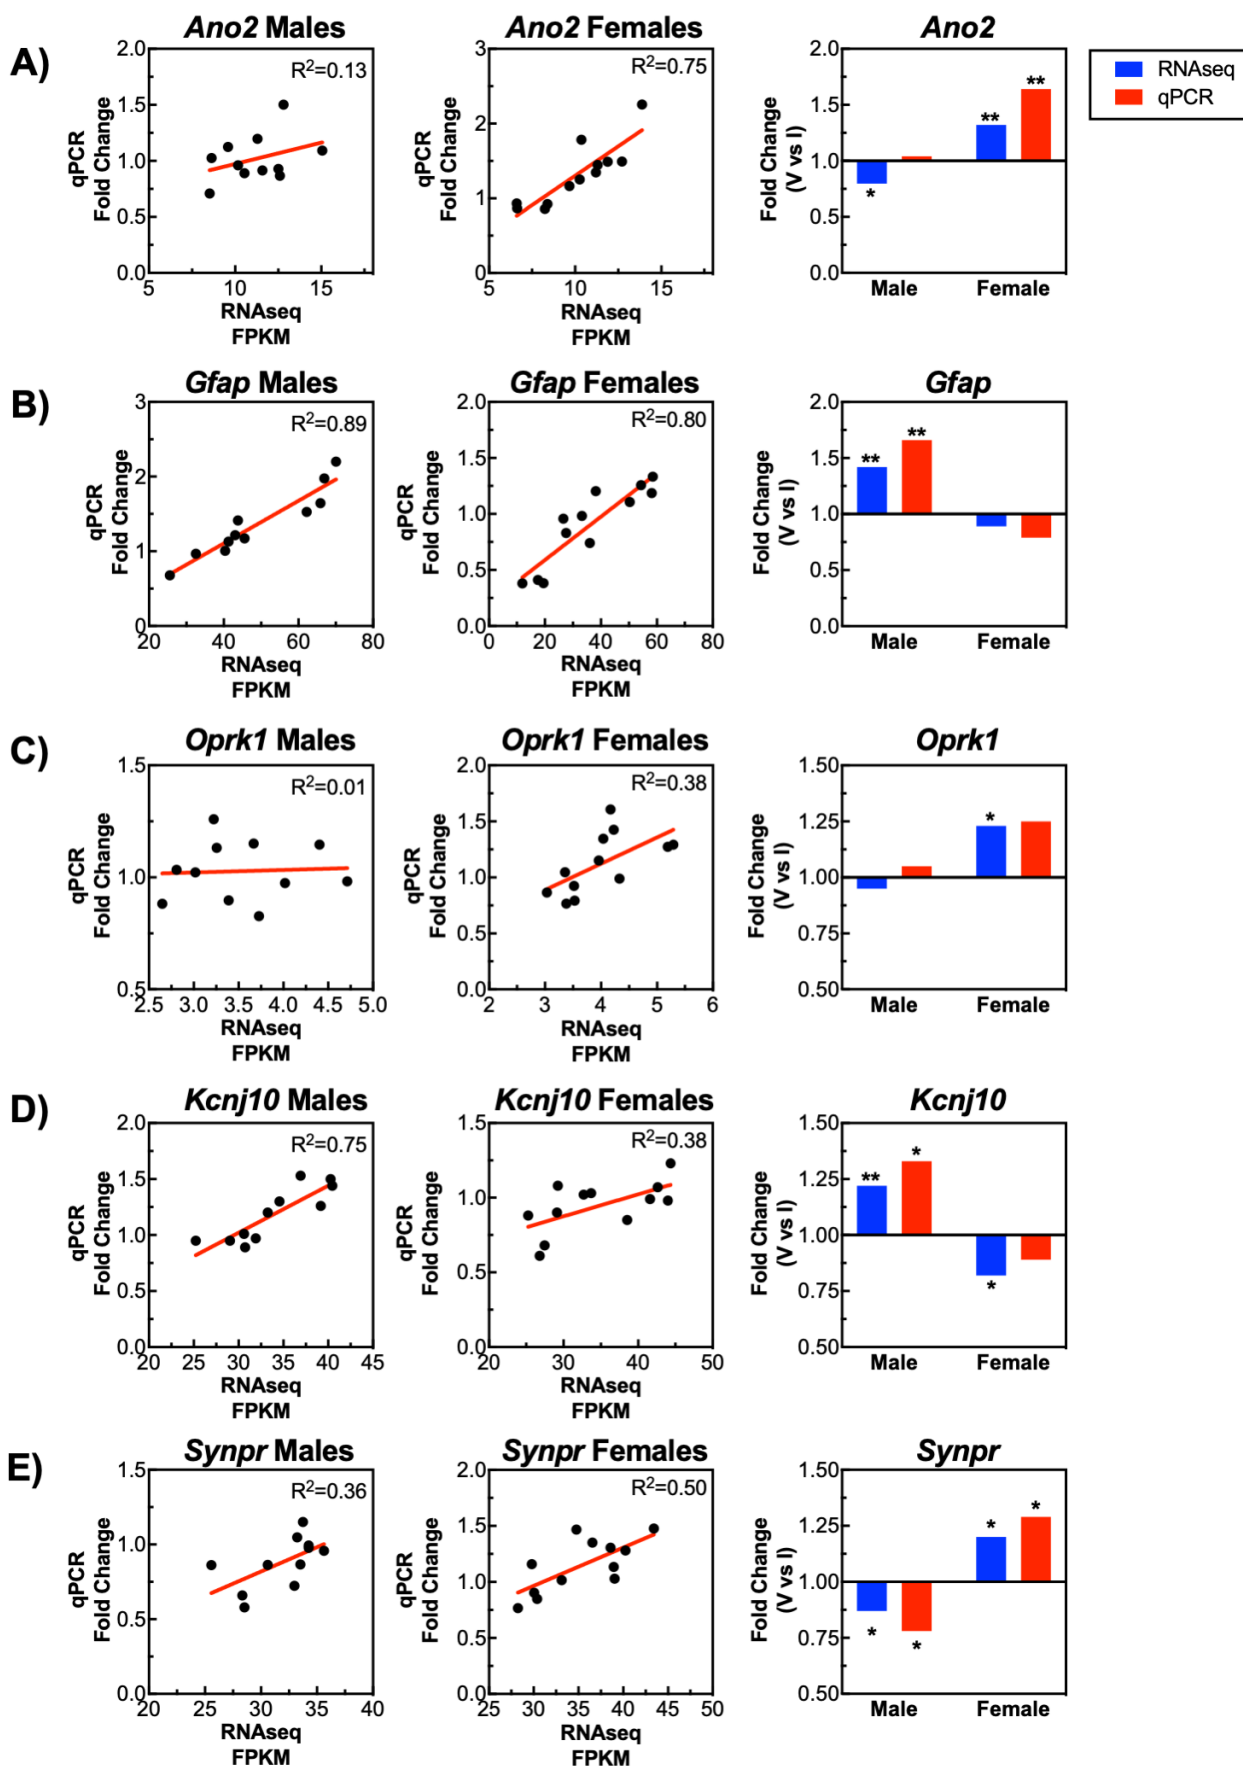 A)
Ano2 Males
R²=0.13
qPCR
Fold Change
2.0
1.5
1.0
0.5
0.0
5 10 15
RNAseq
FPKM
Ano2 Females
R²=0.75
qPCR
Fold Change
3
2
1
0
5 10 15
RNAseq
FPKM
Ano2
Fold Change
(V vs I)
2.0
1.5
1.0
0.5
0.0
*
**
**
Male Female
RNAseq
qPCR
B)
Gfap Males
R²=0.89
qPCR
Fold Change
3
2
1
0
20 40 60 80
RNAseq
FPKM
Gfap Females
R²=0.80
qPCR
Fold Change
2.0
1.5
1.0
0.5
0.0
0 20 40 60 80
RNAseq
FPKM
Gfap
Fold Change
(V vs I)
2.0
1.5
1.0
0.5
0.0
**
**
Male Female
C)
Oprk1 Males
R²=0.01
qPCR
Fold Change
1.5
1.0
0.5
2.5 3.0 3.5 4.0 4.5 5.0
RNAseq
FPKM
Oprk1 Females
R²=0.38
qPCR
Fold Change
2.0
1.5
1.0
0.5
0.0
2 3 4 5 6
RNAseq
FPKM
Oprk1
Fold Change
(V vs I)
1.50
1.25
1.00
0.75
0.50
*
Male Female
D)
Kcnj10 Males
R²=0.75
qPCR
Fold Change
2.0
1.5
1.0
0.5
0.0
20 25 30 35 40 45
RNAseq
FPKM
Kcnj10 Females
R²=0.38
qPCR
Fold Change
1.5
1.0
0.5
0.0
20 30 40 50
RNAseq
FPKM
Kcnj10
Fold Change
(V vs I)
1.50
1.25
1.00
0.75
0.50
**
*
*
Male Female
E)
Synpr Males
R²=0.36
qPCR
Fold Change
1.5
1.0
0.5
0.0
20 25 30 35 40
RNAseq
FPKM
Synpr Females
R²=0.50
qPCR
Fold Change
2.0
1.5
1.0
0.5
0.0
25 30 35 40 45 50
RNAseq
FPKM
Synpr
Fold Change
(V vs I)
1.50
1.25
1.00
0.75
0.50
*
*
*
*
Male Female